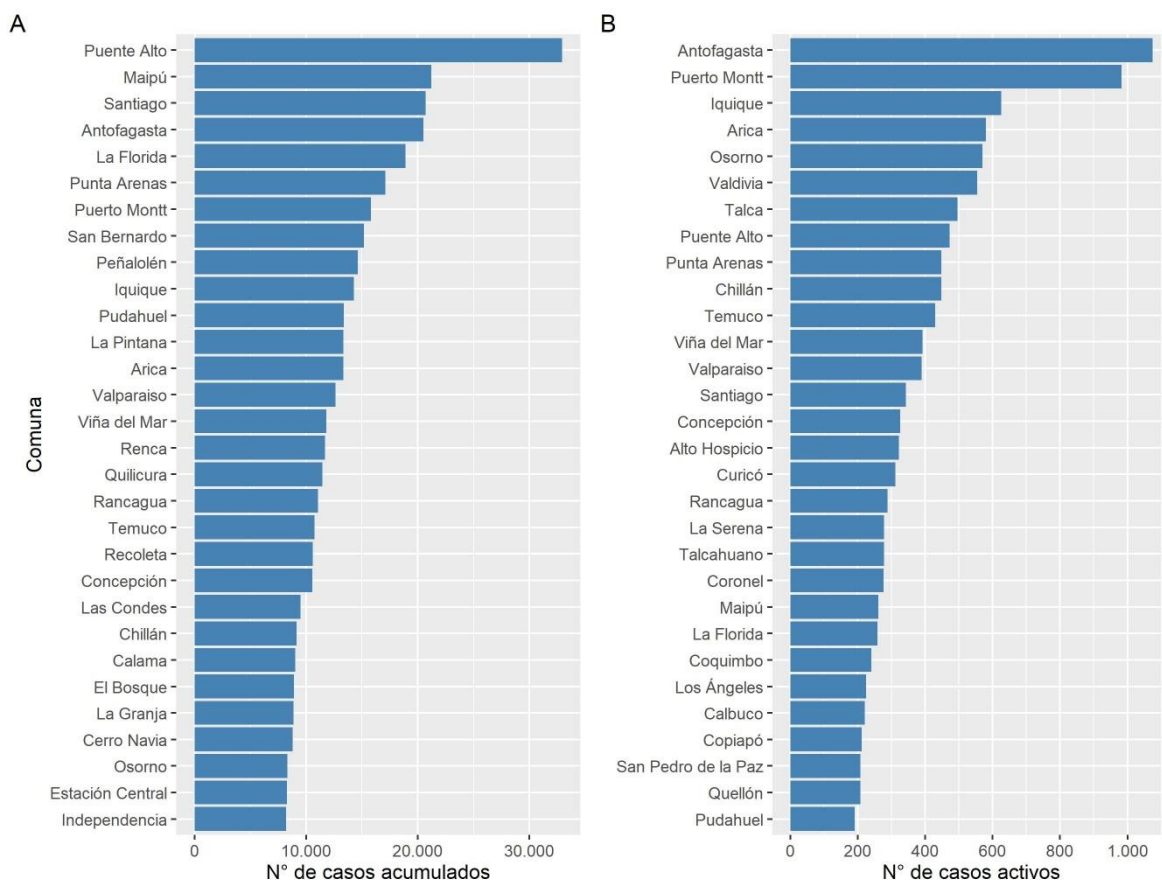 A
Comuna
Puente Alto
Maipú
Santiago
Antofagasta
La Florida
Punta Arenas
Puerto Montt
San Bernardo
Peñalolén
Iquique
Pudahuel
La Pintana
Arica
Valparaiso
Viña del Mar
Renca
Quilicura
Rancagua
Temuco
Recoleta
Concepción
Las Condes
Chillán
Calama
El Bosque
La Granja
Cerro Navia
Osorno
Estación Central
Independencia
0 10.000 20.000 30.000
N° de casos acumulados
B
Antofagasta
Puerto Montt
Iquique
Arica
Osorno
Valdivia
Talca
Puente Alto
Punta Arenas
Chillán
Temuco
Viña del Mar
Valparaiso
Santiago
Concepción
Alto Hospicio
Curicó
Rancagua
La Serena
Talcahuano
Coronel
Maipú
La Florida
Coquimbo
Los Ángeles
Calbuco
Copiapó
San Pedro de la Paz
Quellón
Pudahuel
0 200 400 600 800 1.000
N° de casos activos